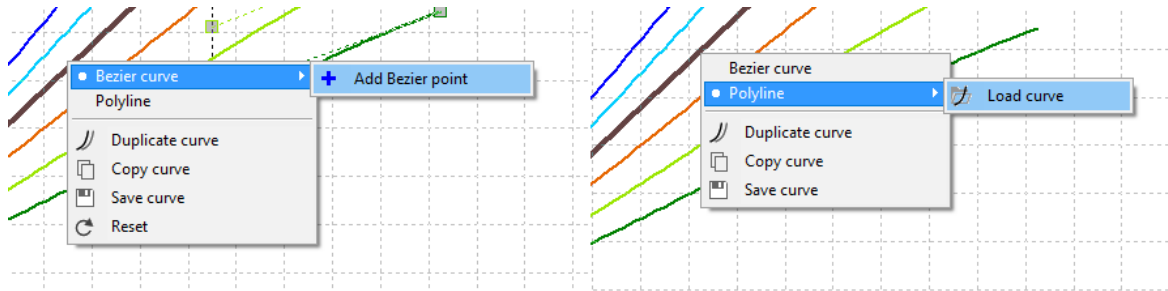 Bezier curve
Add Bezier point
Polyline
Duplicate curve
Copy curve
Save curve
Reset
Bezier curve
Polyline
Load curve
Duplicate curve
Copy curve
Save curve